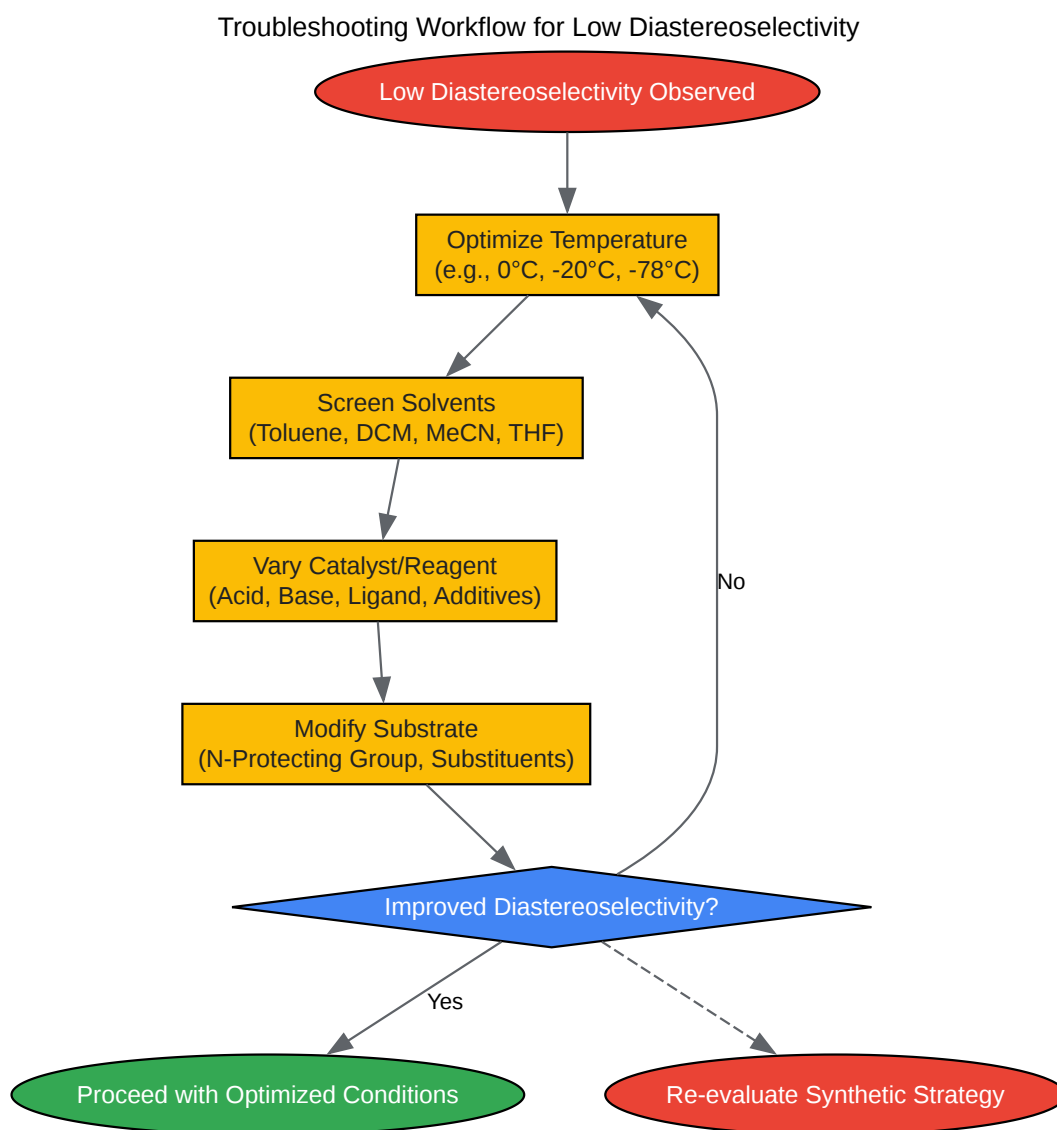 Troubleshooting Workflow for Low Diastereoselectivity
Low Diastereoselectivity Observed
Optimize Temperature
(e.g., 0°C, -20°C, -78°C)
Screen Solvents
(Toluene, DCM, MeCN, THF)
Vary Catalyst/Reagent
(Acid, Base, Ligand, Additives)
No
Modify Substrate
(N-Protecting Group, Substituents)
Improved Diastereoselectivity?
Yes
Proceed with Optimized Conditions
Re-evaluate Synthetic Strategy